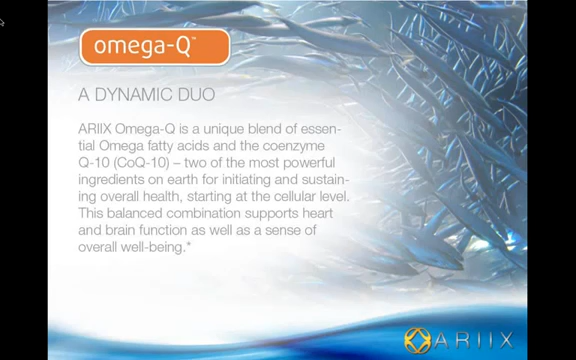 omega-Q™
A DYNAMIC DUO
ARIIX Omega-Q is a unique blend of essen-
tial Omega fatty acids and the coenzyme
Q-10 (CoQ-10) – two of the most powerful
ingredients on earth for initiating and sustain-
ing overall health, starting at the cellular level.
This balanced combination supports heart
and brain function as well as a sense of
overall well-being.*
ARIIX